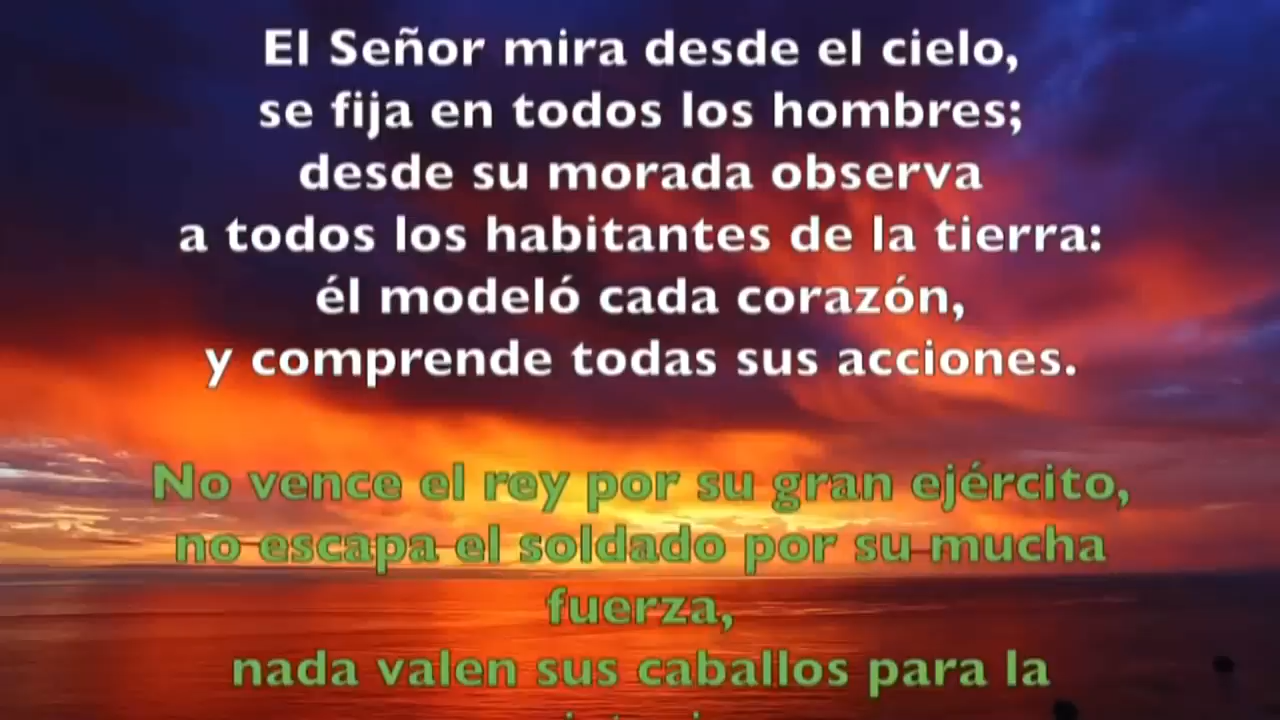 El Señor mira desde el cielo,
se fija en todos los hombres;
desde su morada observa
a todos los habitantes de la tierra:
él modeló cada corazón,
y comprende todas sus acciones.
No vence el rey por su gran ejército,
no escapa el soldado por su mucha
fuerza,
nada valen sus caballos para la